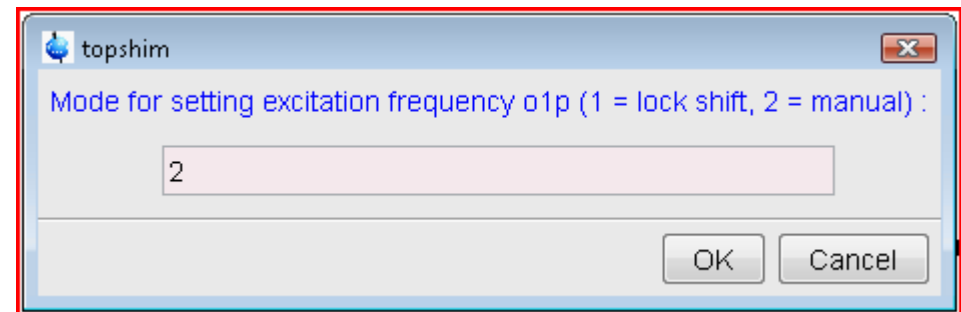 topshim
Mode for setting excitation frequency o1p (1 = lock shift, 2 = manual) :
2
OK
Cancel